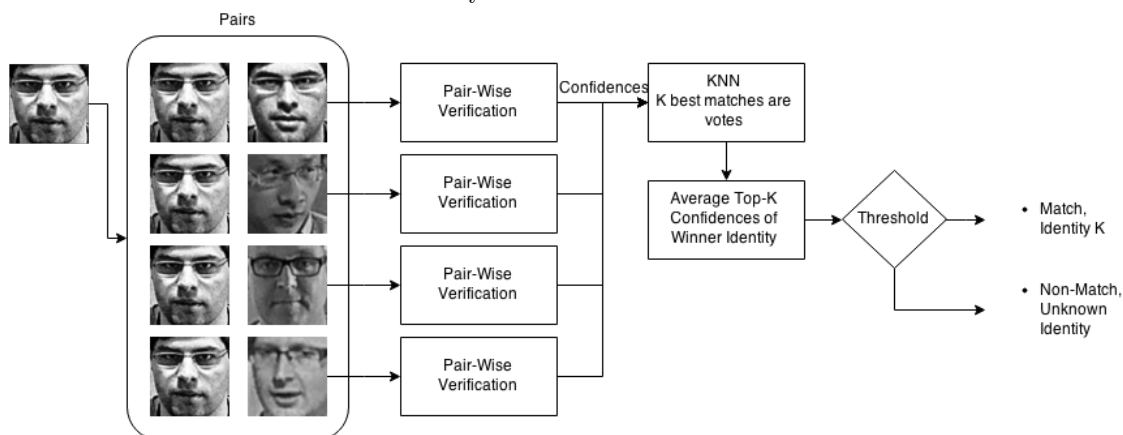 Pairs
Pair-Wise
Verification
Confidences
KNN
K best matches are
votes
Pair-Wise
Verification
Average Top-K
Confidences of
Winner Identity
Threshold
• Match,
Identity K
Pair-Wise
Verification
• Non-Match,
Unknown
Identity
Pair-Wise
Verification